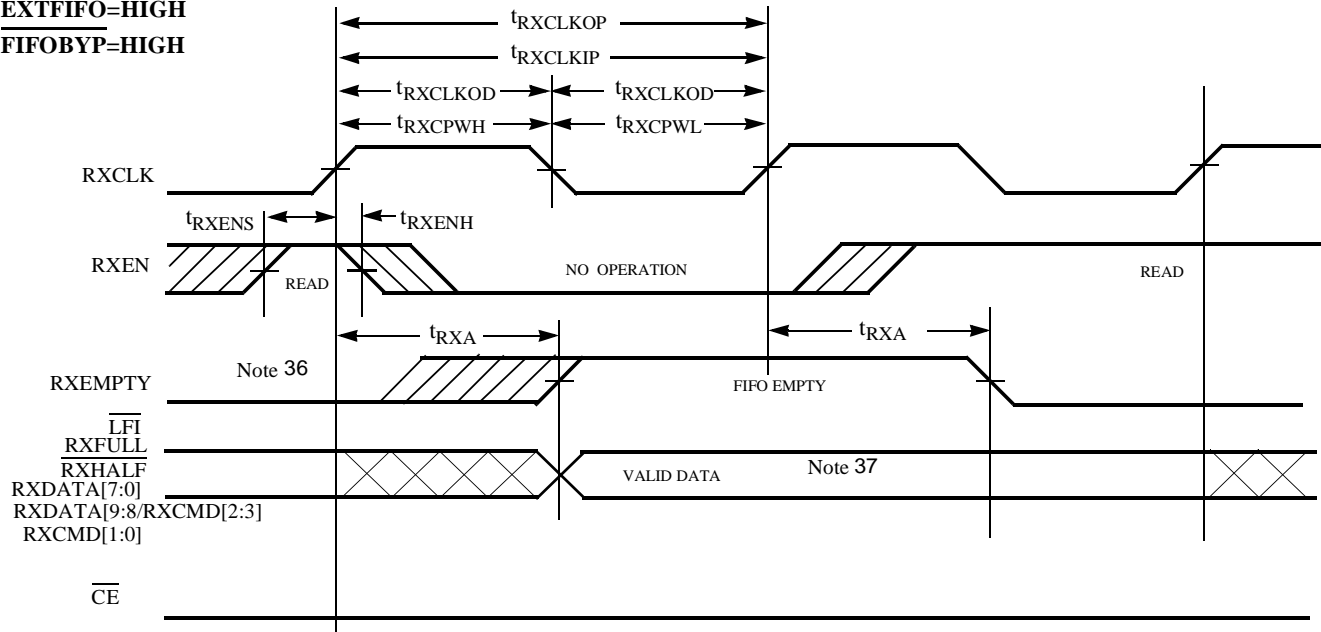 EXTFIFO=HIGH
FIFOBYP=HIGH
tRXCLKOP
tRXCLKIP
tRXCLKOD tRXCLKOD
tRXCPWH tRXCPWL
RXCLK
tRXENS tRXENH
RXEN READ NO OPERATION READ
tRXA tRXA
Note 36
RXEMPTY FIFO EMPTY
LFI
RXFULL
RXHALF VALID DATA Note 37
RXDATA[7:0]
RXDATA[9:8/RXCMD[2:3]
RXCMD[1:0]
CE